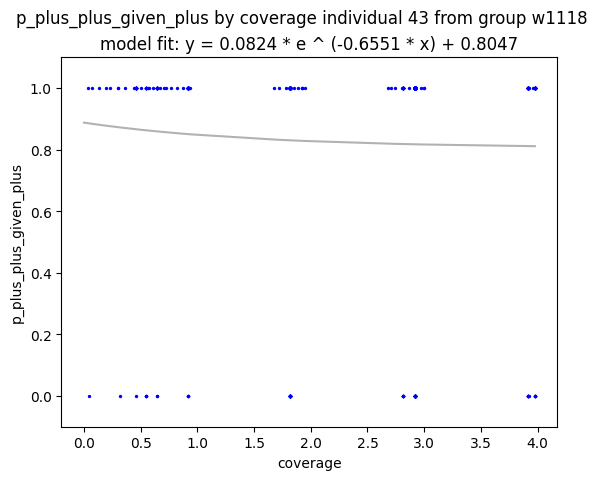 p_plus_plus_given_plus by coverage individual 43 from group w1118
model fit: y = 0.0824 * e ^ (-0.6551 * x) + 0.8047
1.0
0.8
0.6
0.4
0.2
0.0
p_plus_plus_given_plus
0.0 0.5 1.0 1.5 2.0 2.5 3.0 3.5 4.0
coverage